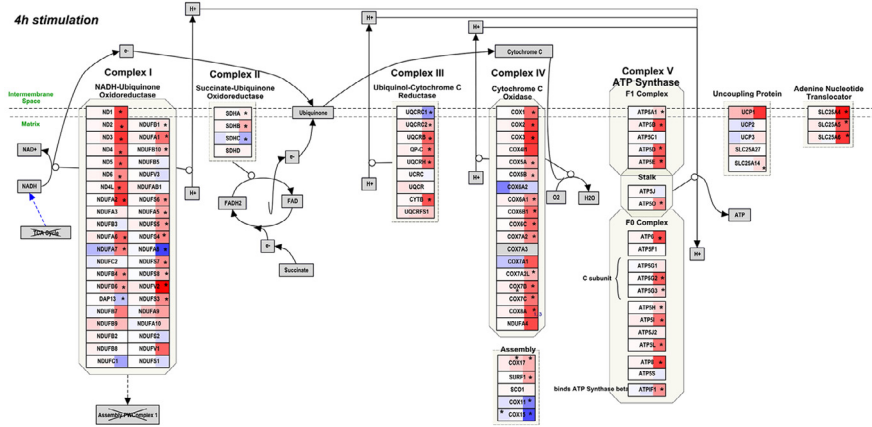 4h stimulation
H+
H+
H+
e-
Cytochrome C
Complex I
NADH-Ubiquinone
Oxidoreductase
Complex II
Succinate-Ubiquinone
Oxidoreductase
Complex III
Ubiquinol-Cytochrome C
Reductase
Complex IV
Cytochrome C
Oxidase
Complex V
ATP Synthase
F1 Complex
Uncoupling Protein
Adenine Nucleotide
Translocator
Intermembrane
Space
Matrix
Ubiquinone
ND1
ND2
ND3
ND4
ND5
ND6
ND4L
NDUFA2
NDUFA3
NDUFB3
NDUFA6
NDUFA7
NDUFC2
NDUFB4
NDUFB6
DAP13
NDUFB7
NDUFB9
NDUFB2
NDUFB8
NDUFC1
NDUFB1
NDUFA1
NDUFB10
NDUFB5
NDUFV3
NDUFAB1
NDUFS6
NDUFA5
NDUFS5
NDUFS4
NDUFS7
NDUFS8
NDUFS3
NDUFA9
NDUFA10
NDUFS2
NDUFV1
NDUFS1
SDHA
SDHB
SDHC
SDHD
UQCRC1
UQCRC2
UQCRB
QP-C
UQCRH
UCRC
UQCR
CYTB
UQCRFS1
COX1
COX2
COX3
COX5A
COX5B
COX6A2
COX6A1
COX6B1
COX6C
COX7A2
COX7A3
COX7A1
COX7A2L
COX7B
COX7C
COX8A
NDUFA4
ATP5A1
ATP5B
ATP5C1
ATP5D
ATP5E
Stalk
ATP5J
ATP5O
F0 Complex
ATP6
ATP5F1
C subunit
ATP5G1
ATP5G2
ATP5G3
ATP5H
ATP5I
ATP5J2
ATP5L
ATP8
ATP5S
binds ATP Synthase beta
ATPIF1
UCP1
UCP2
UCP3
SLC25A27
SLC25A14
SLC25A4
SLC25A5
SLC25A6
NAD+
NADH
TCA Cycle
H+
e-
FADH2
FAD
e-
Succinate
H+
H+
O2
H2O
ATP
H+
Assembly
COX17
SURF1
SCO1
COX11
COX15